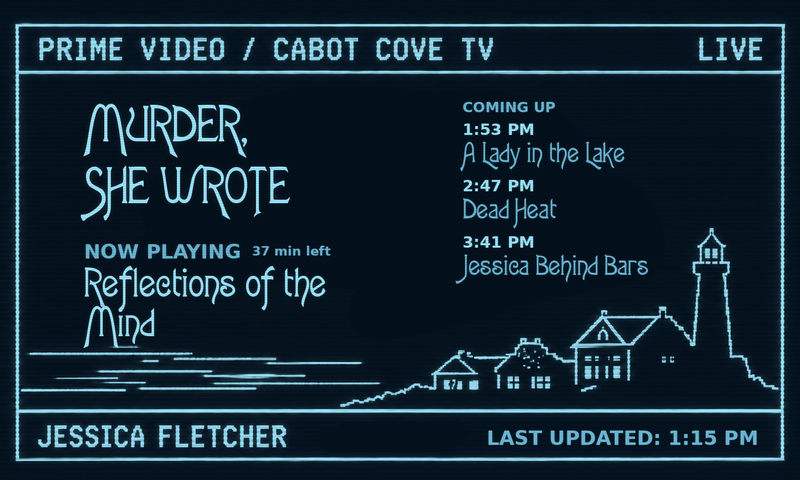 PRIME VIDEO / CABOT COVE TV
LIVE
MURDER,
SHE WROTE
NOW PLAYING 37 min left
Reflections of the
Mind
COMING UP
1:53 PM
A Lady in the Lake
2:47 PM
Dead Heat
3:41 PM
Jessica Behind Bars
JESSICA FLETCHER
LAST UPDATED: 1:15 PM